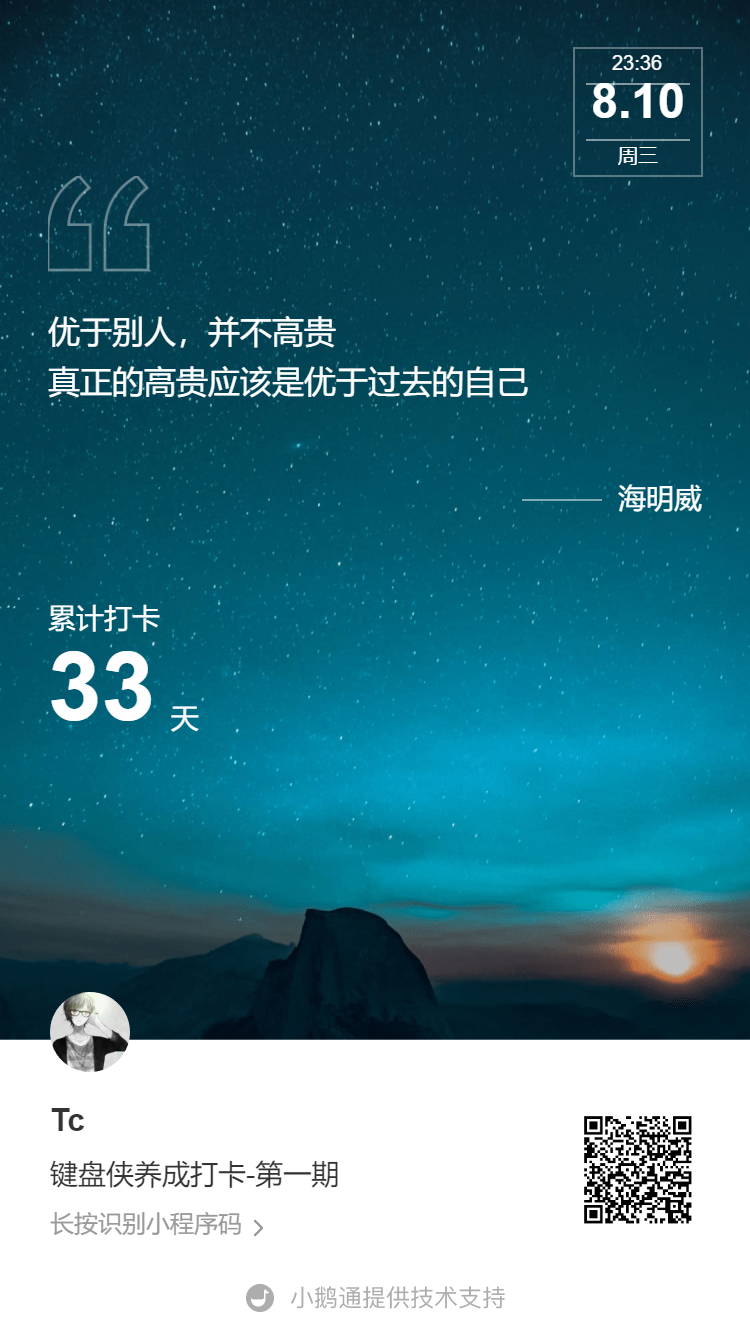 23:36
8.10
周三
优于别人，并不高贵
真正的高贵应该是优于过去的自己
海明威
累计打卡
33 天
Tc
键盘侠养成打卡-第一期
长按识别小程序码
小鹅通提供技术支持